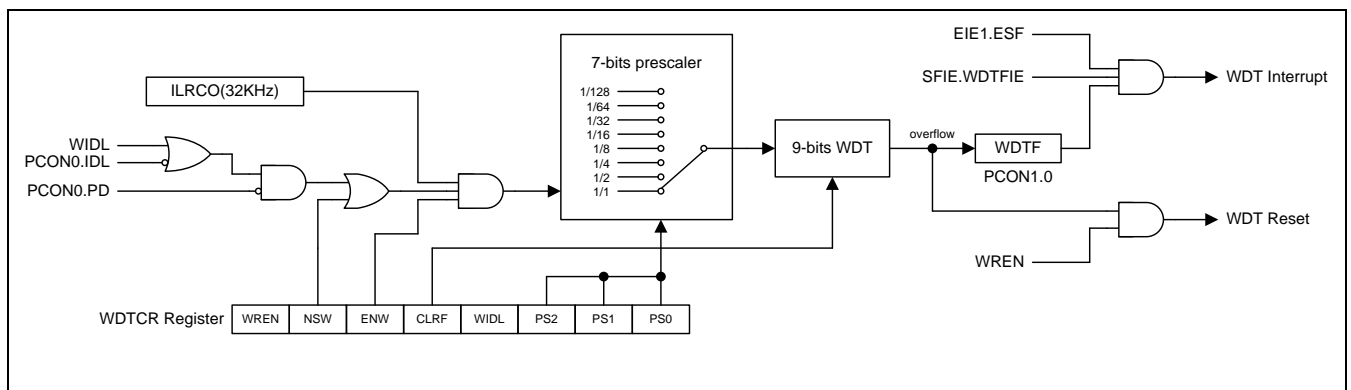 EIE1.ESF
7-bits prescaler
SFIE.WDTFIE
WDT Interrupt
ILRCO(32KHz)
1/128
1/64
1/32
1/16
1/8
1/4
1/2
1/1
WIDL
PCON0.IDL
PCON0.PD
9-bits WDT
overflow
WDTF
PCON1.0
WDT Reset
WREN
WDTCR Register WREN NSW ENW CLRF WIDL PS2 PS1 PS0